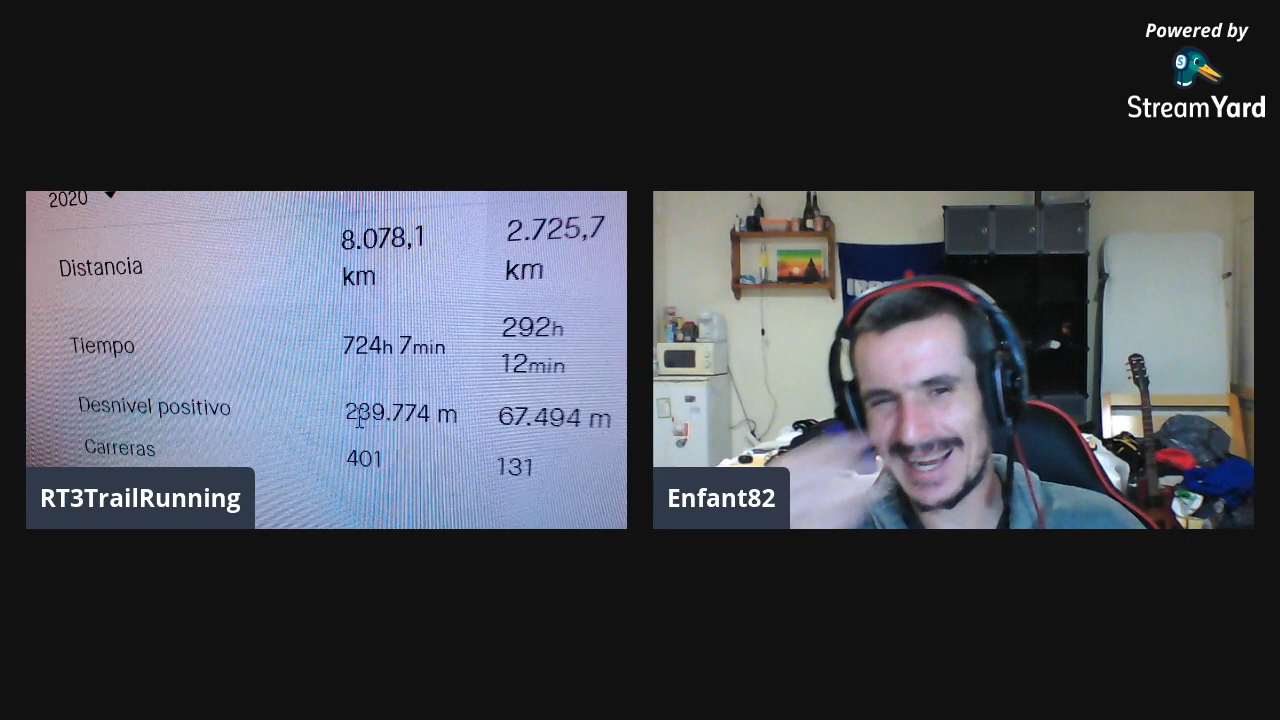 Powered by
StreamYard
2020
Distancia
8.078,1
km
2.725,7
km
Tiempo
724h 7min
292h
12min
Desnivel positivo
239.774 m
67.494 m
Carreras
401
131
RT3TrailRunning
Enfant82